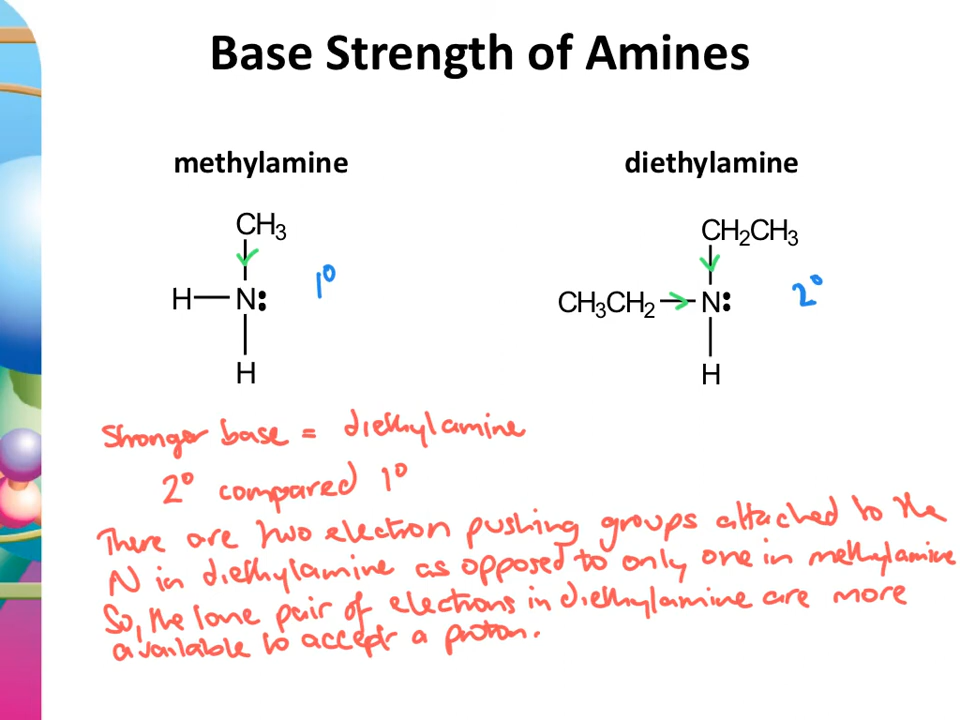 Base Strength of Amines
methylamine
diethylamine
CH3
H—N:
H
1°
CH2CH3
CH3CH2—N:
H
2°
Stronger base = diethylamine
2° compared 1°
There are two electron pushing groups attached to the
N in diethylamine as opposed to only one in methylamine
So, the lone pair of electrons in diethylamine are more
available to accept a proton.